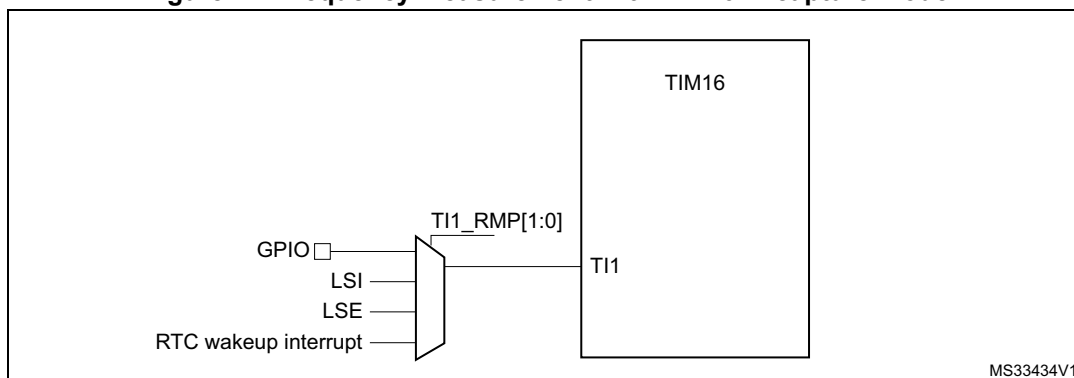 TIM16
TI1_RMP[1:0]
GPIO
TI1
LSI
LSE
RTC wakeup interrupt
MS33434V1